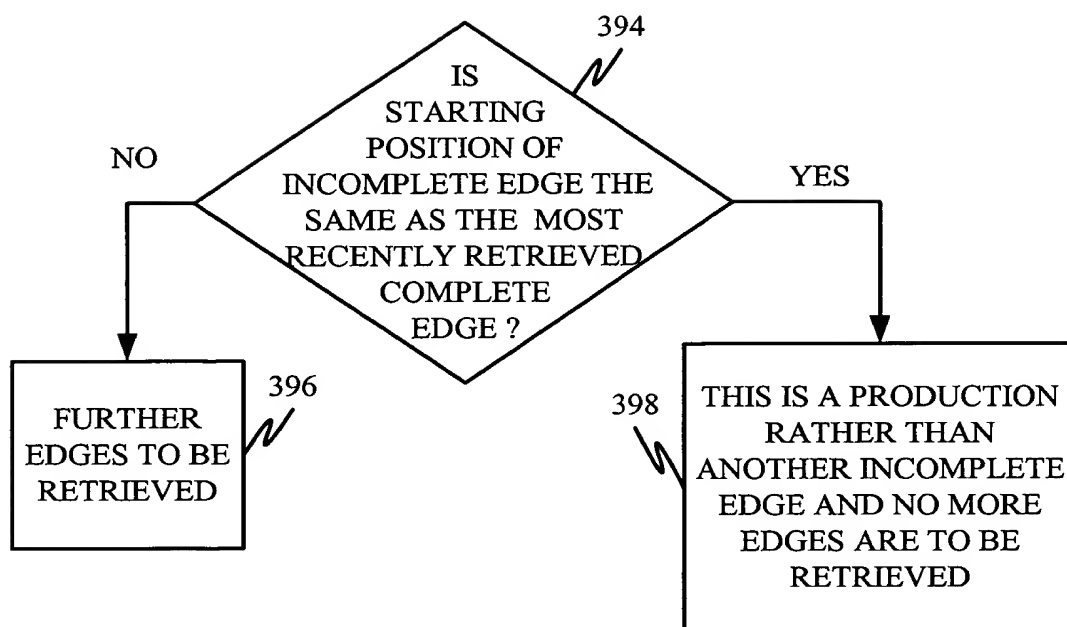 394
IS
STARTING
POSITION OF
INCOMPLETE EDGE THE
SAME AS THE MOST
RECENTLY RETRIEVED
COMPLETE
EDGE ?
NO
YES
396
FURTHER
EDGES TO BE
RETRIEVED
398
THIS IS A PRODUCTION
RATHER THAN
ANOTHER INCOMPLETE
EDGE AND NO MORE
EDGES ARE TO BE
RETRIEVED